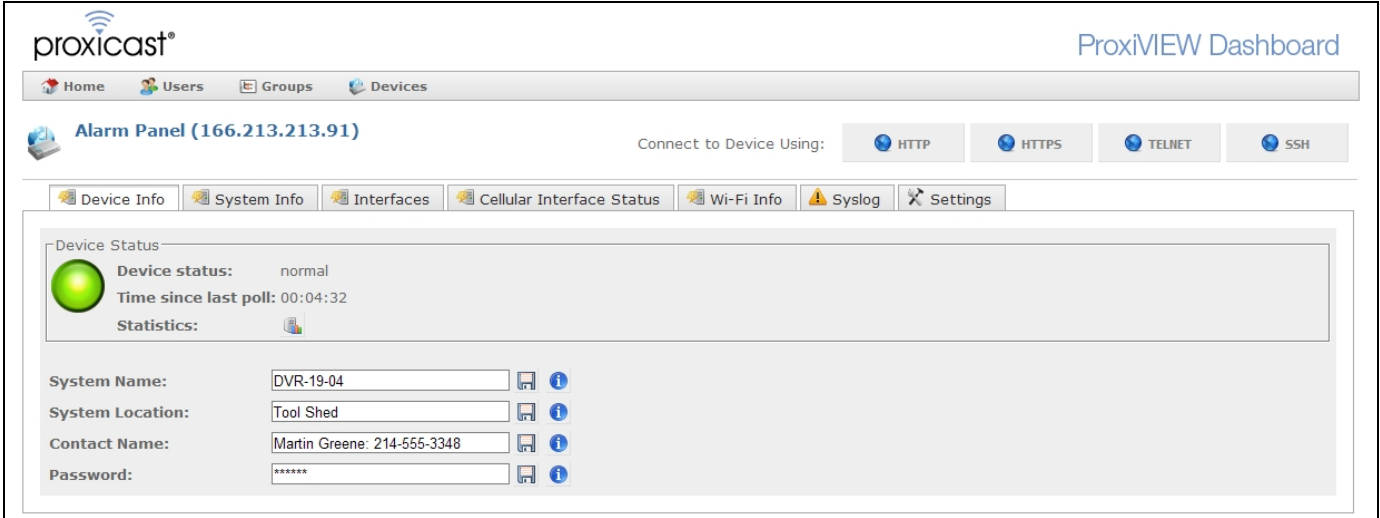 proxicast®
ProxiVIEW Dashboard
Home Users Groups Devices
Alarm Panel (166.213.213.91)
Connect to Device Using: HTTP HTTPS TELNET SSH
Device Info System Info Interfaces Cellular Interface Status Wi-Fi Info Syslog Settings
Device Status
Device status: normal
Time since last poll: 00:04:32
Statistics:
System Name: DVR-19-04
System Location: Tool Shed
Contact Name: Martin Greene: 214-555-3348
Password: ******